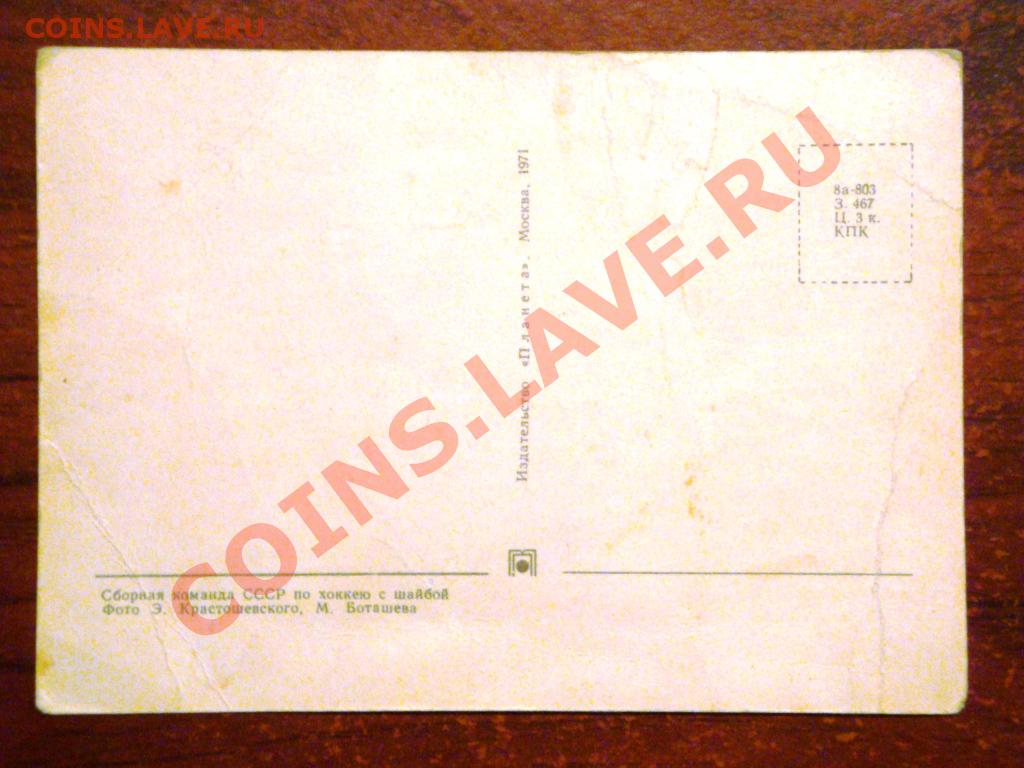 COINS.LAVE.RU
8а-803
З. 467
Ц. 3 к.
КПК
Издательство «Планета». Москва, 1971
COINS.LAVE.RU
Сборная команда СССР по хоккею с шайбой
Фото Э. Крастошевского, М. Боташева